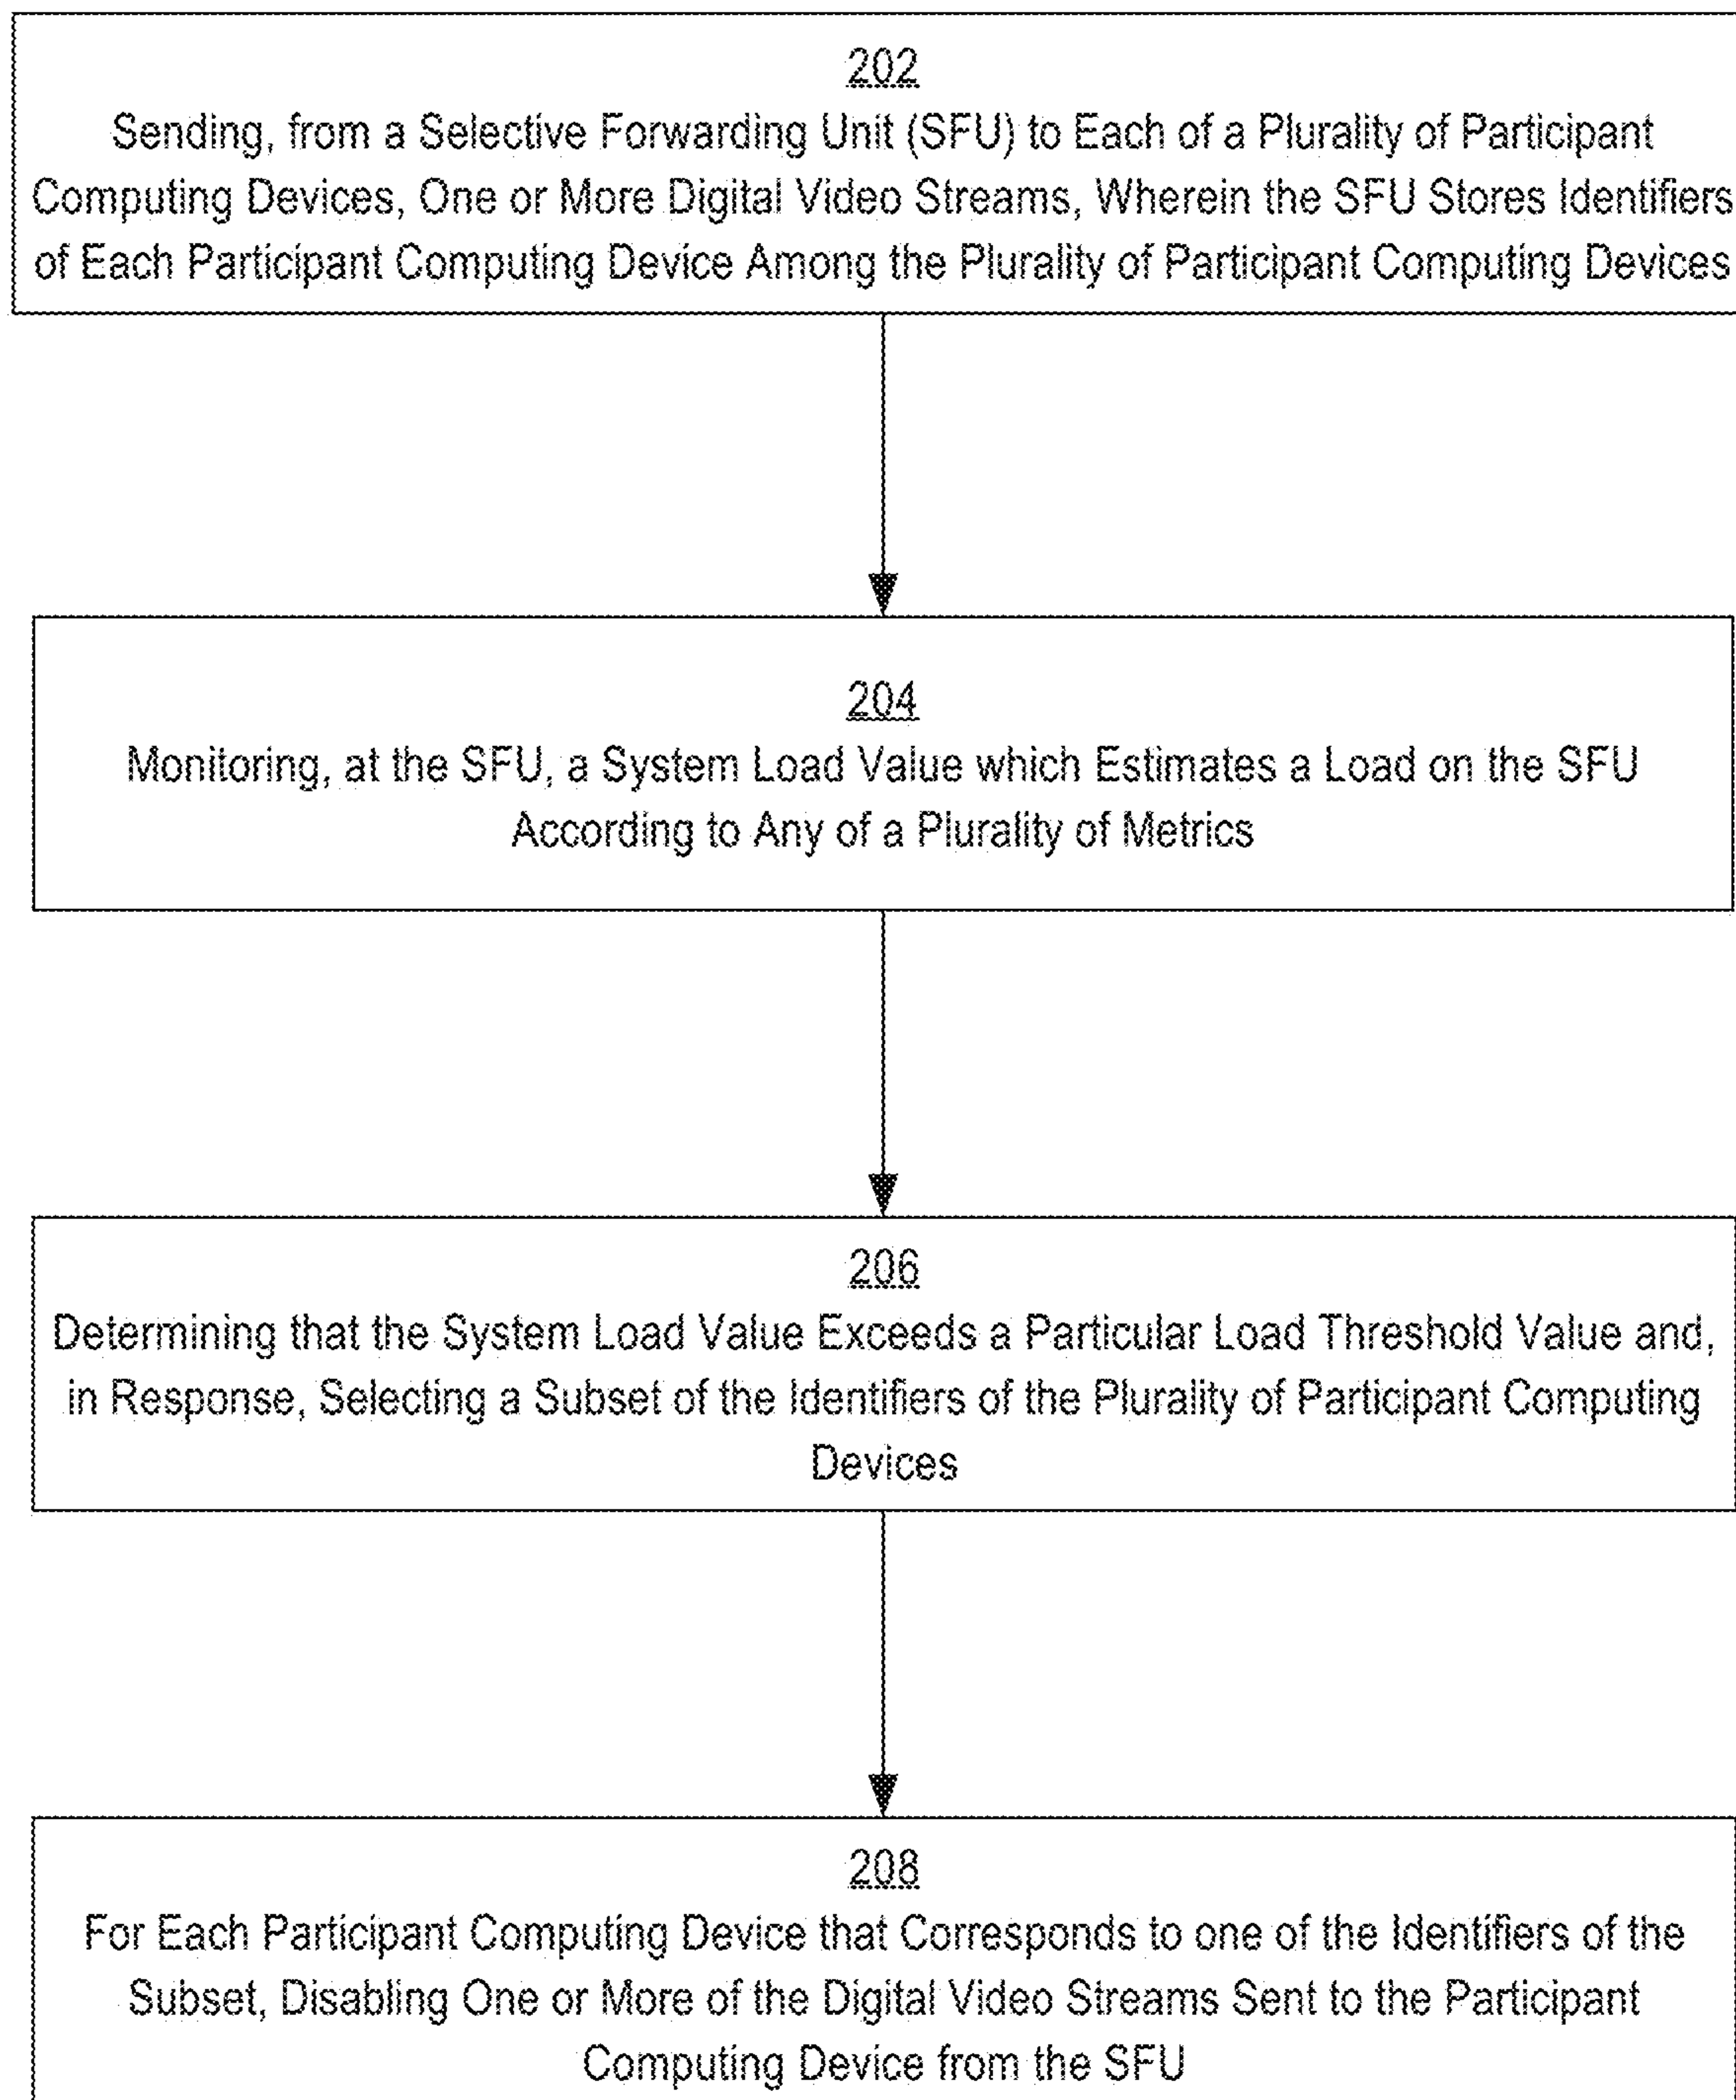 202
Sending, from a Selective Forwarding Unit (SFU) to Each of a Plurality of Participant
Computing Devices, One or More Digital Video Streams, Wherein the SFU Stores Identifiers
of Each Participant Computing Device Among the Plurality of Participant Computing Devices
204
Monitoring, at the SFU, a System Load Value which Estimates a Load on the SFU
According to Any of a Plurality of Metrics
206
Determining that the System Load Value Exceeds a Particular Load Threshold Value and,
in Response, Selecting a Subset of the Identifiers of the Plurality of Participant Computing
Devices
208
For Each Participant Computing Device that Corresponds to one of the Identifiers of the
Subset, Disabling One or More of the Digital Video Streams Sent to the Participant
Computing Device from the SFU